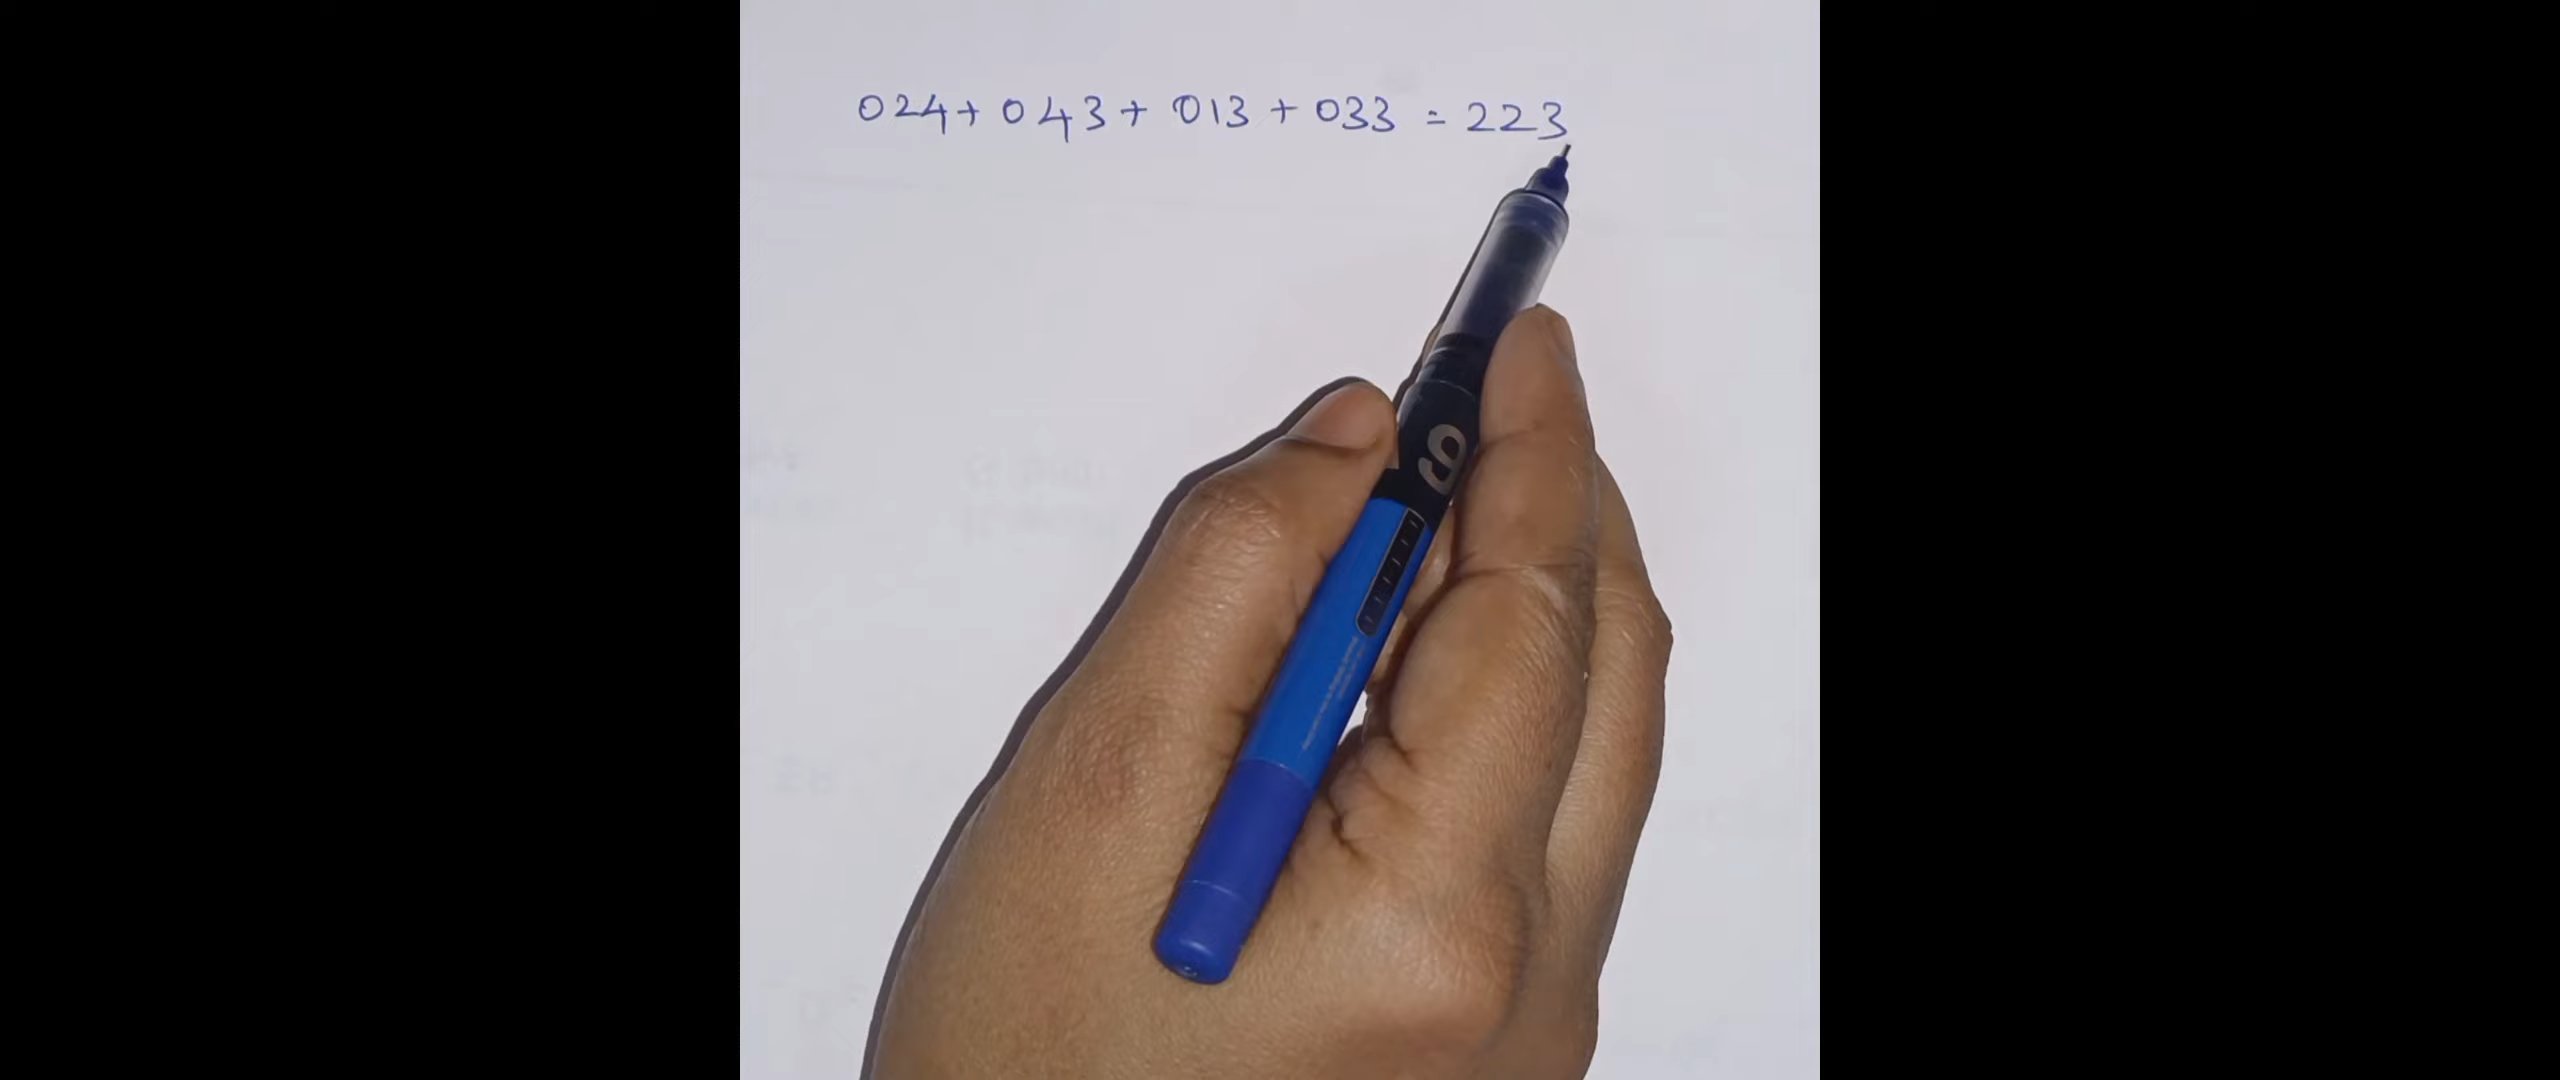 024+ 043 + 013 + 033 = 223